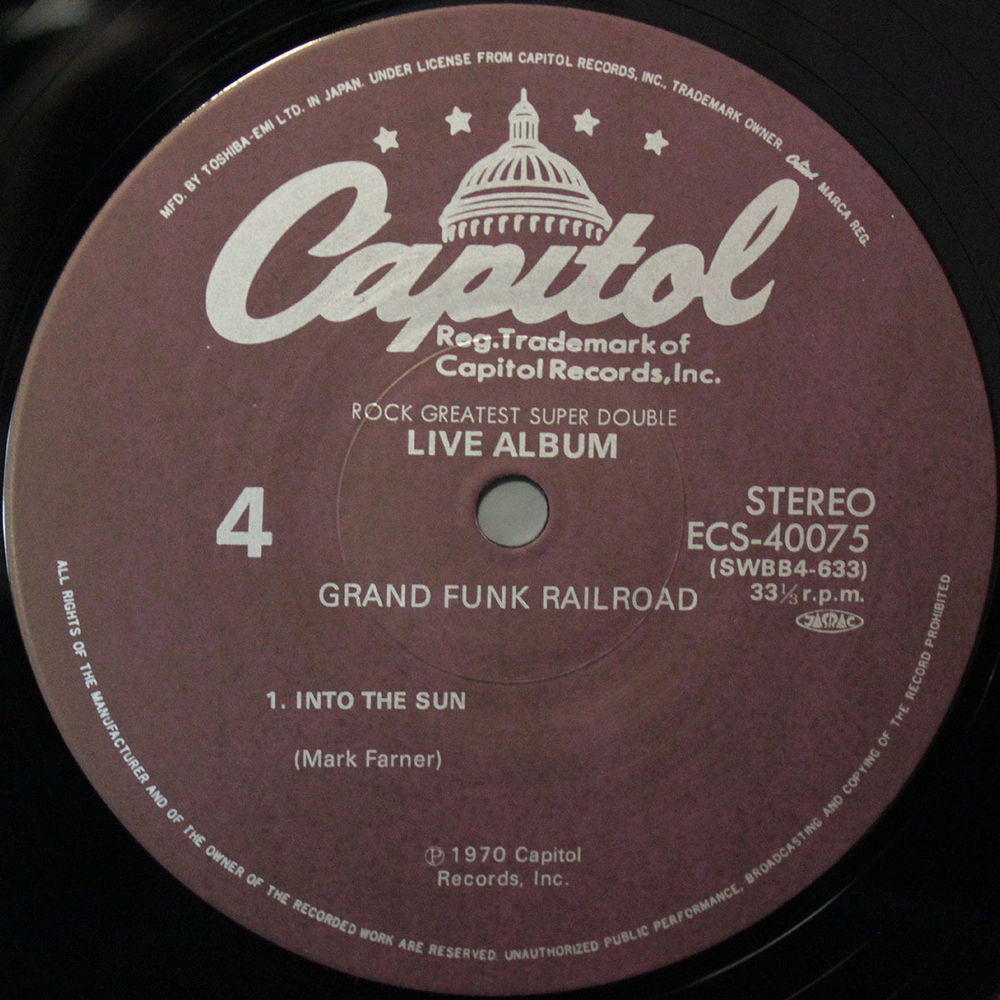 MFD. BY TOSHIBA-EMI LTD. IN JAPAN. UNDER LICENSE FROM CAPITOL RECORDS, INC., TRADEMARK OWNER. Capitol MARCA REG.
Capitol
Reg. Trademark of
Capitol Records, Inc.
ROCK GREATEST SUPER DOUBLE
LIVE ALBUM
4
STEREO
ECS-40075
(SWBB4-633)
33⅓ r.p.m.
JASRAC
GRAND FUNK RAILROAD
1. INTO THE SUN
(Mark Farner)
℗ 1970 Capitol
Records, Inc.
ALL RIGHTS OF THE MANUFACTURER AND OF THE OWNER OF THE RECORDED WORK ARE RESERVED. UNAUTHORIZED PUBLIC PERFORMANCE, BROADCASTING AND COPYING OF THE RECORD PROHIBITED